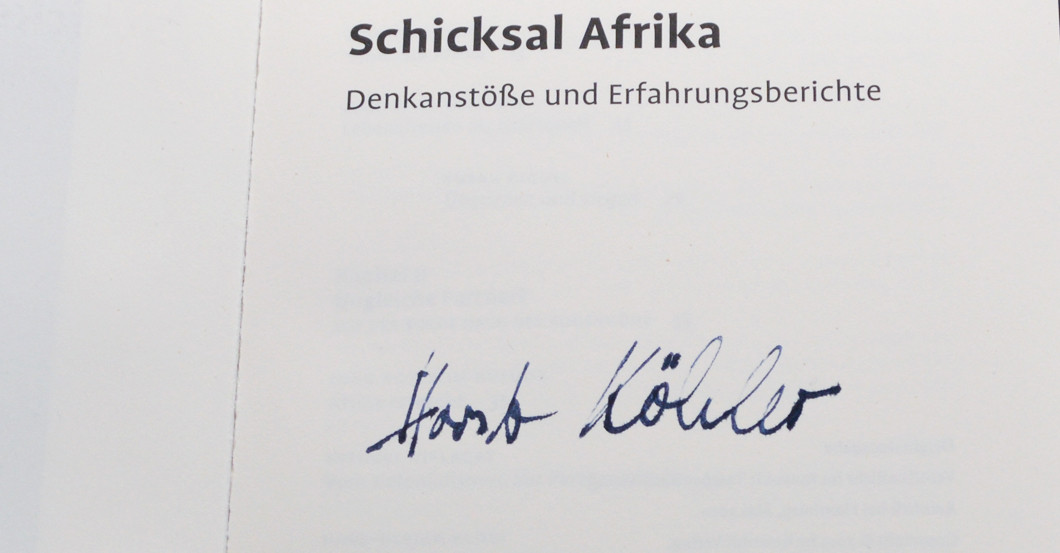 Schicksal Afrika
Denkanstöße und Erfahrungsberichte
Horst Köhler